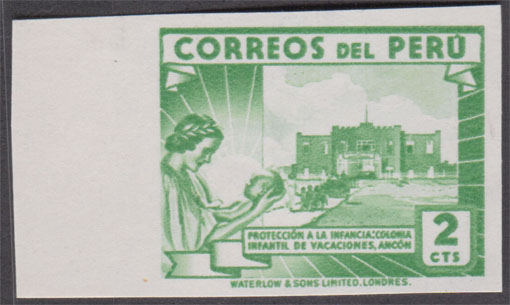 CORREOS DEL PERÚ
PROTECCIÓN A LA INFANCIA: COLONIA
INFANTIL DE VACACIONES, ANCÓN
2
CTS
WATERLOW & SONS LIMITED. LONDRES.